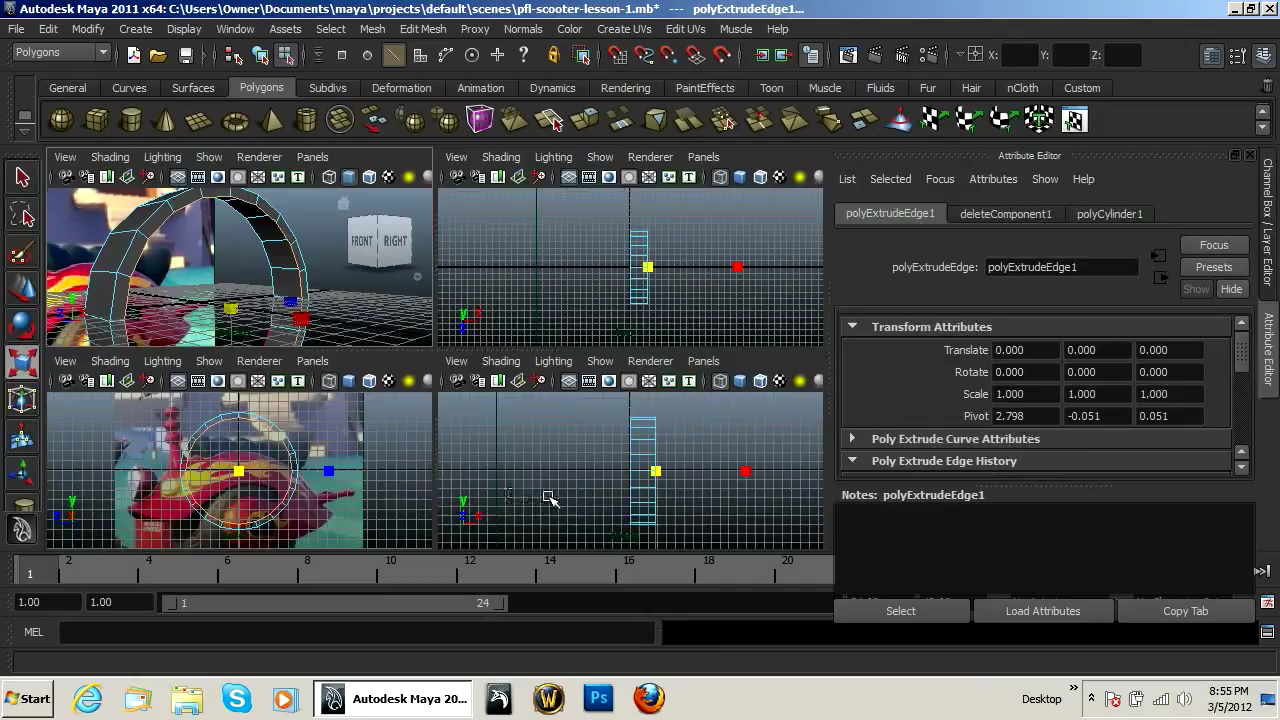 Autodesk Maya 2011 x64: C:\Users\Owner\Documents\maya\projects\default\scenes\pfl-scooter-lesson-1.mb* --- polyExtrudeEdge1...
File Edit Modify Create Display Window Assets Select Mesh Edit Mesh Proxy Normals Color Create UVs Edit UVs Muscle Help
Polygons X: Y: Z:
General Curves Surfaces Polygons Subdivs Deformation Animation Dynamics Rendering PaintEffects Toon Muscle Fluids Fur Hair nCloth Custom
View Shading Lighting Show Renderer Panels
View Shading Lighting Show Renderer Panels
FRONT RIGHT
View Shading Lighting Show Renderer Panels
View Shading Lighting Show Renderer Panels
Attribute Editor
List Selected Focus Attributes Show Help
polyExtrudeEdge1 deleteComponent1 polyCylinder1
polyExtrudeEdge: polyExtrudeEdge1
Focus
Presets
Show Hide
Transform Attributes
Translate 0.000 0.000 0.000
Rotate 0.000 0.000 0.000
Scale 1.000 1.000 1.000
Pivot 2.798 -0.051 0.051
Poly Extrude Curve Attributes
Poly Extrude Edge History
Notes: polyExtrudeEdge1
Select Load Attributes Copy Tab
Channel Box / Layer Editor
Attribute Editor
1 2 4 6 8 10 12 14 16 18 20
1.00 1.00 1 24
MEL
Start Autodesk Maya 20... Desktop 8:55 PM
3/5/2012